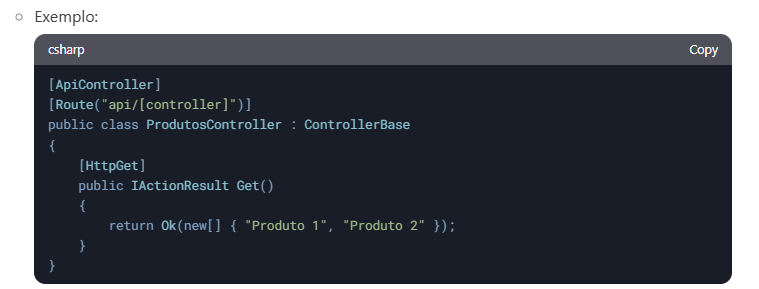 Exemplo:
csharp Copy
[ApiController]
[Route("api/[controller]")]
public class ProdutosController : ControllerBase
{
    [HttpGet]
    public IActionResult Get()
    {
        return Ok(new[] { "Produto 1", "Produto 2" });
    }
}